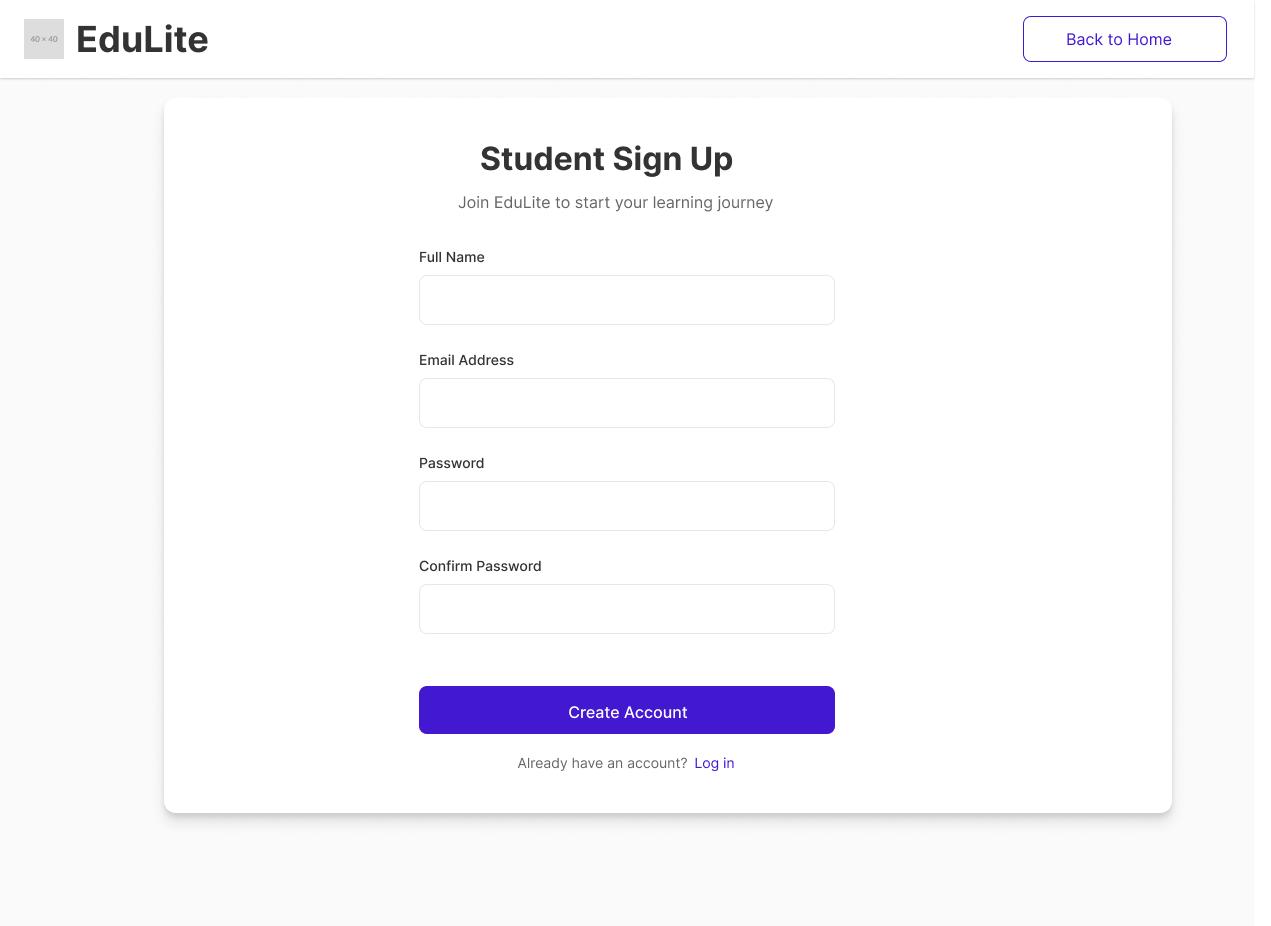 40 × 40
EduLite
Back to Home
Student Sign Up
Join EduLite to start your learning journey
Full Name
Email Address
Password
Confirm Password
Create Account
Already have an account? Log in